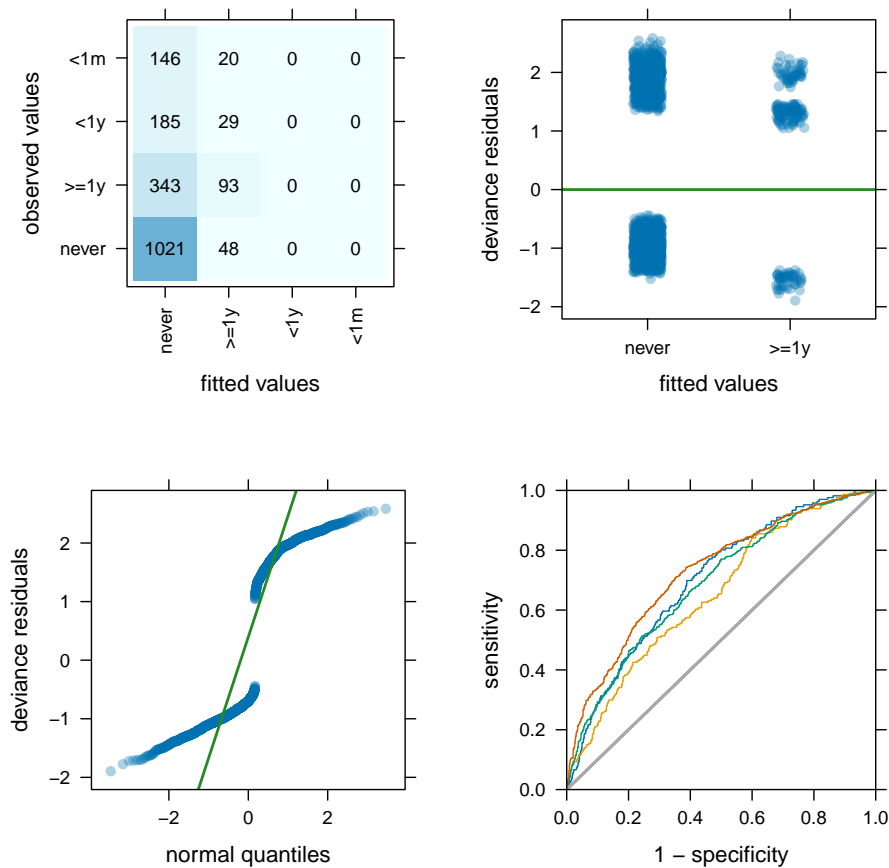 <1m 146 20 0 0
<1y 185 29 0 0
>=1y 343 93 0 0
never 1021 48 0 0
observed values
never >=1y <1y <1m
fitted values
2
1
0
−1
−2
deviance residuals
never >=1y
fitted values
2
1
0
−1
−2
deviance residuals
−2 0 2
normal quantiles
1.0
0.8
0.6
0.4
0.2
0.0
sensitivity
0.0 0.2 0.4 0.6 0.8 1.0
1 − specificity